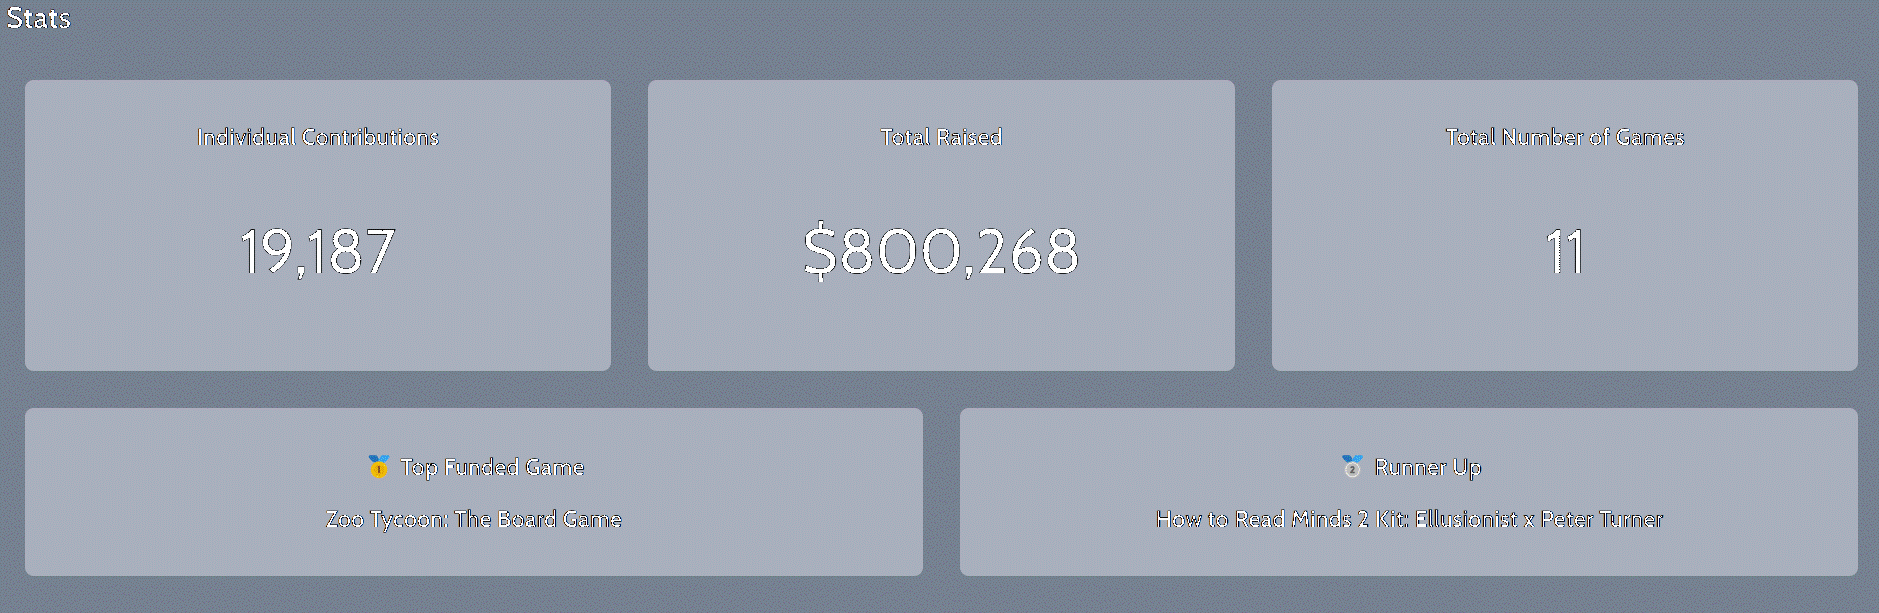 Stats
Individual Contributions
19,187
Total Raised
$800,268
Total Number of Games
11
🥇 Top Funded Game
Zoo Tycoon: The Board Game
🥈 Runner Up
How to Read Minds 2 Kit: Ellusionist x Peter Turner